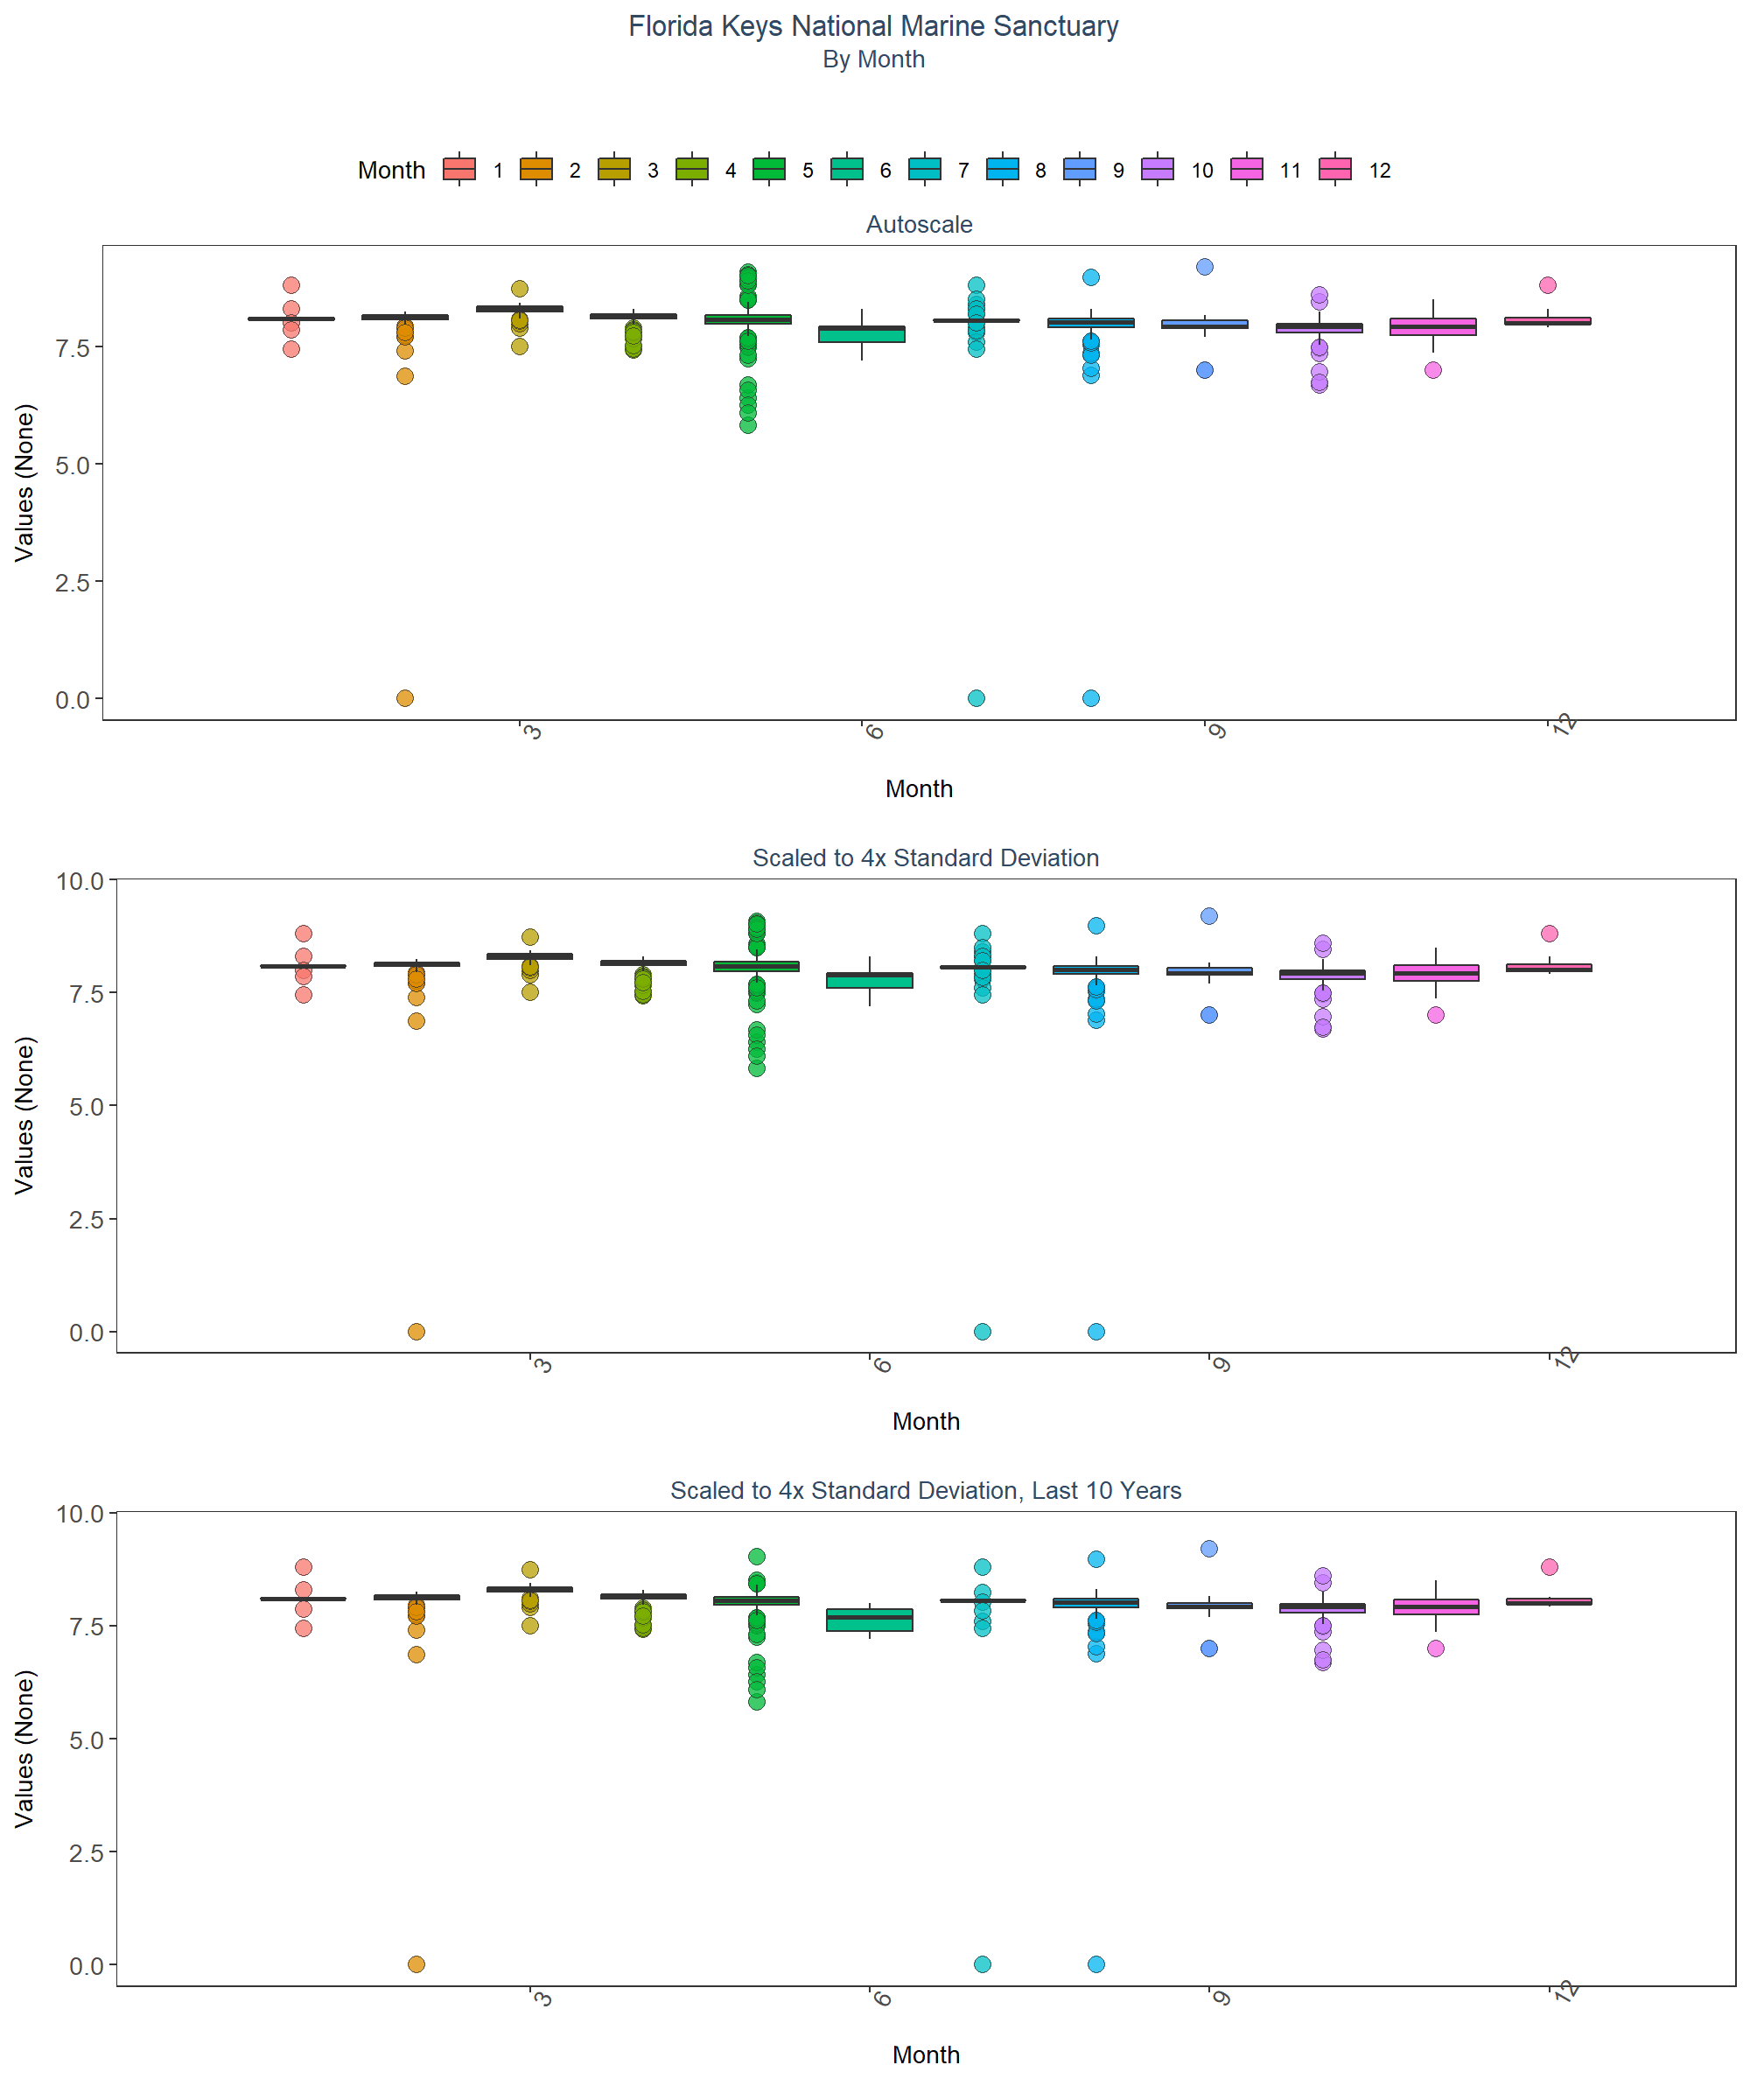 Florida Keys National Marine Sanctuary
By Month
Month 1 2 3 4 5 6 7 8 9 10 11 12
Autoscale
Values (None)
7.5
5.0
2.5
0.0
3 6 9 12
Month
Scaled to 4x Standard Deviation
Values (None)
10.0
7.5
5.0
2.5
0.0
3 6 9 12
Month
Scaled to 4x Standard Deviation, Last 10 Years
Values (None)
10.0
7.5
5.0
2.5
0.0
3 6 9 12
Month